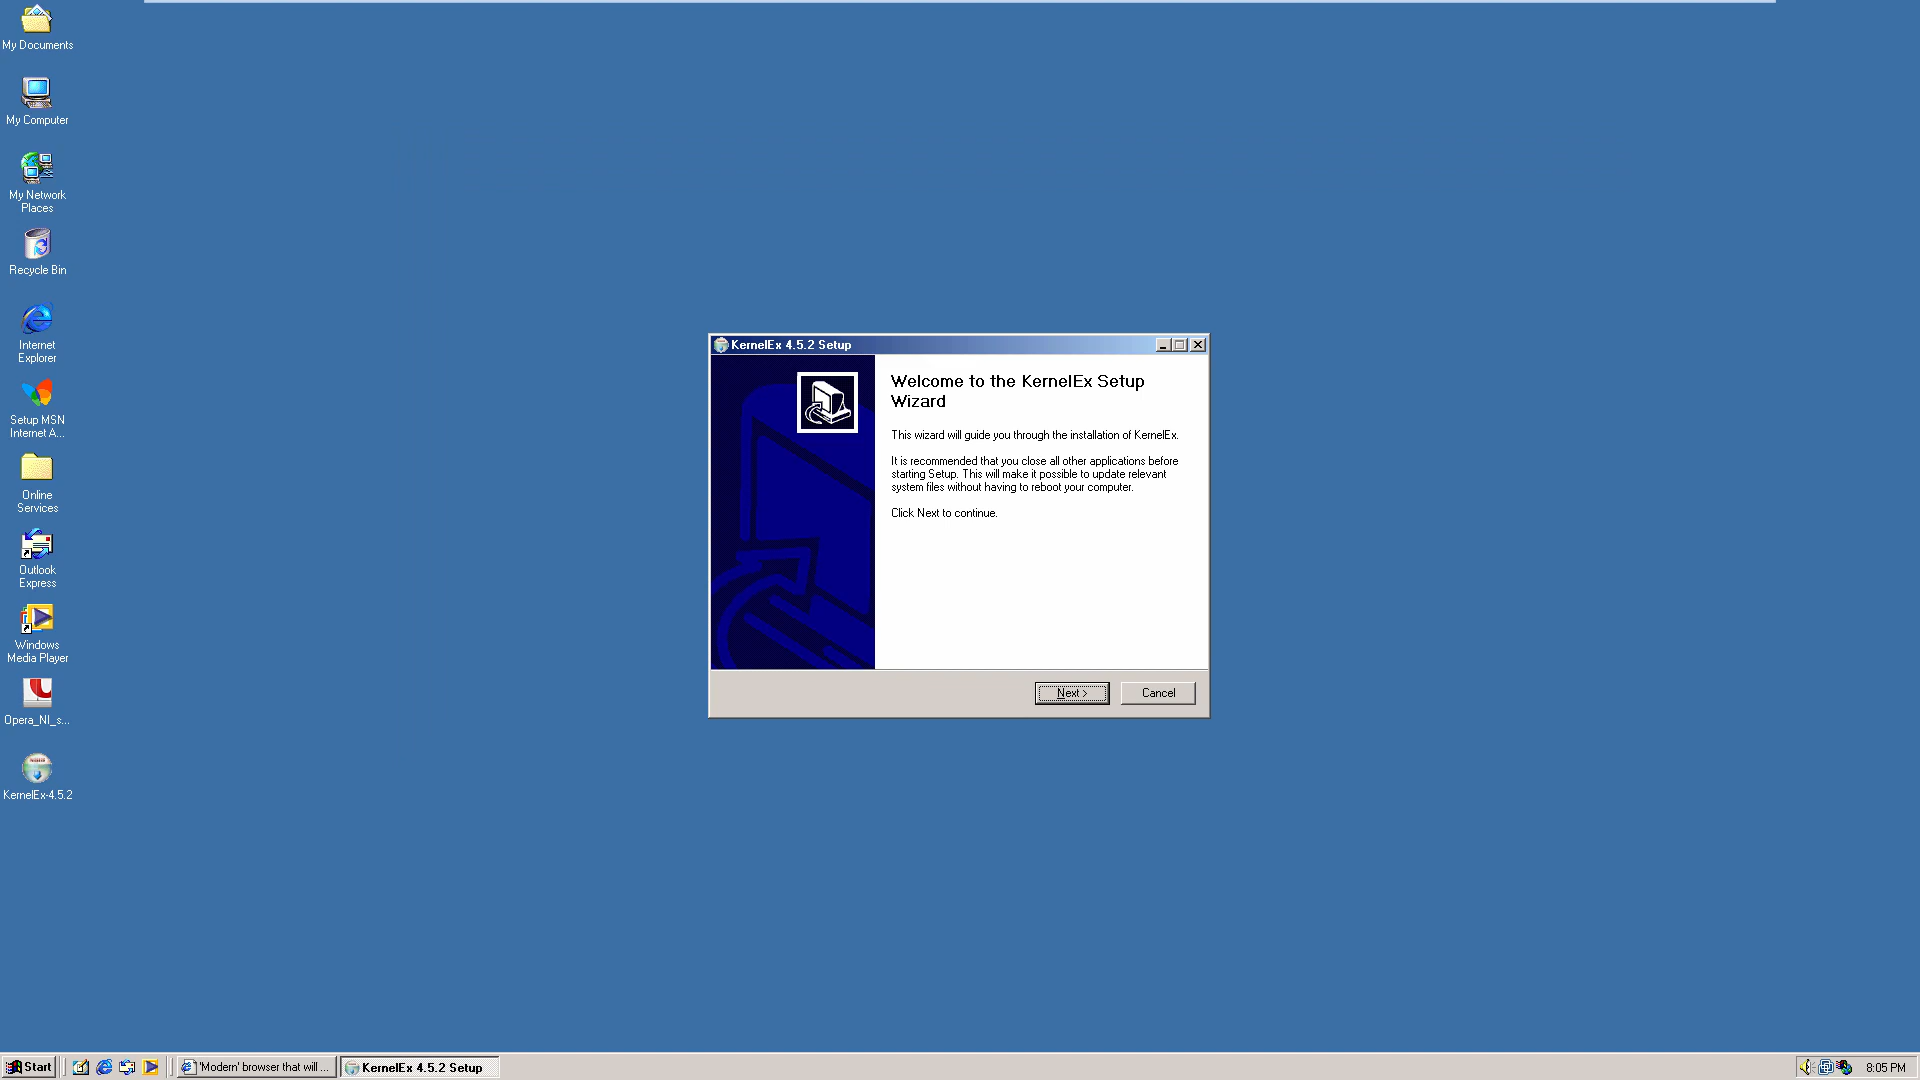 My Documents
My Computer
My Network
Places
Recycle Bin
Internet
Explorer
Setup MSN
Internet A...
Online
Services
Outlook
Express
Windows
Media Player
Opera_NI_s...
KernelEx-4.5.2
KernelEx 4.5.2 Setup
Welcome to the KernelEx Setup
Wizard
This wizard will guide you through the installation of KernelEx.
It is recommended that you close all other applications before
starting Setup. This will make it possible to update relevant
system files without having to reboot your computer.
Click Next to continue.
Next >
Cancel
Start
'Modern' browser that will ...
KernelEx 4.5.2 Setup
8:05 PM